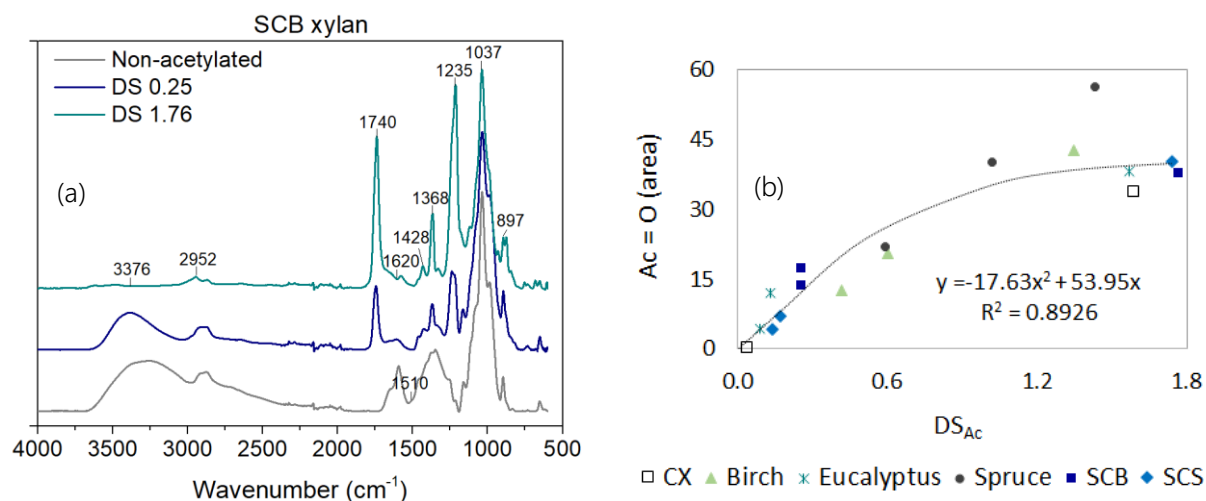 SCB xylan
Non-acetylated
DS 0.25
DS 1.76
(a)
3376
2952
1740
1620
1428
1368
1235
1037
897
1510
4000 3500 3000 2500 2000 1500 1000 500
Wavenumber (cm⁻¹)
60
45
30
15
0
Ac = O (area)
(b)
y =-17.63x² + 53.95x
R² = 0.8926
0.0 0.6 1.2 1.8
DS_Ac
CX Birch Eucalyptus Spruce SCB SCS